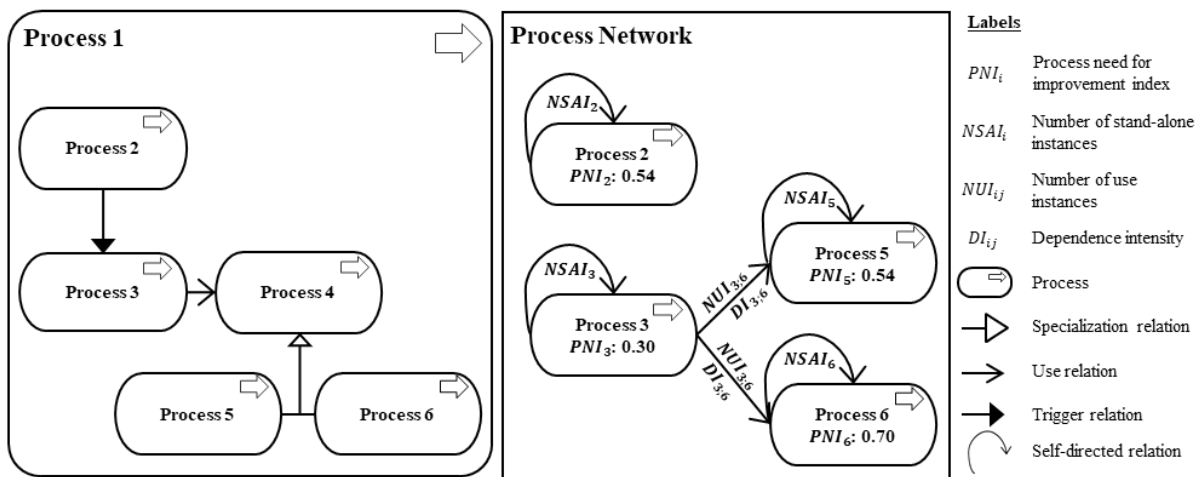 Process 1
Process 2
Process 3
Process 4
Process 5
Process 6
Process Network
NSAI₂
Process 2
PNI₂: 0.54
NSAI₃
Process 3
PNI₃: 0.30
NUI₃;₆
DI₃;₆
NSAI₅
Process 5
PNI₅: 0.54
NUI₃;₆
DI₃;₆
NSAI₆
Process 6
PNI₆: 0.70
Labels
PNIᵢ
Process need for
improvement index
NSAIᵢ
Number of stand-alone
instances
NUIᵢⱼ
Number of use
instances
DIᵢⱼ
Dependence intensity
Process
Specialization relation
Use relation
Trigger relation
Self-directed relation